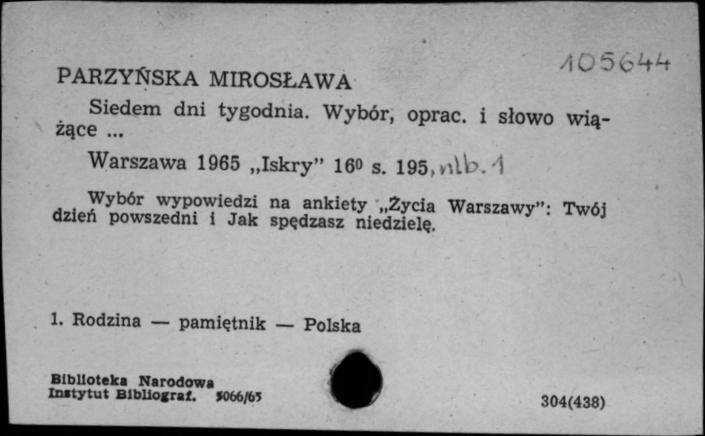 105644
PARZYŃSKA MIROSŁAWA
Siedem dni tygodnia. Wybór, oprac. i słowo wią-
żące ...
Warszawa 1965 „Iskry” 16⁰ s. 195, nlb. 1
Wybór wypowiedzi na ankiety „Życia Warszawy”: Twój
dzień powszedni i Jak spędzasz niedzielę.
1. Rodzina — pamiętnik — Polska
Biblioteka Narodowa
Instytut Bibliograf. 5066/65
304(438)